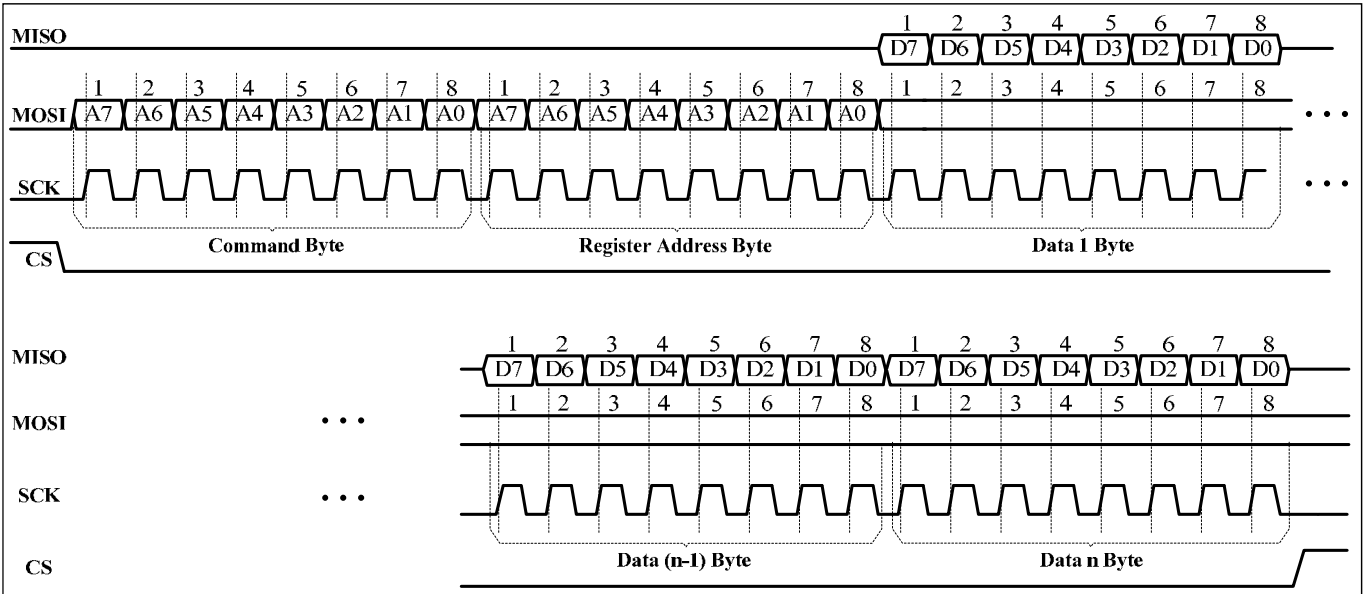 1 2 3 4 5 6 7 8
MISO D7 D6 D5 D4 D3 D2 D1 D0
1 2 3 4 5 6 7 8 1 2 3 4 5 6 7 8 1 2 3 4 5 6 7 8
MOSI A7 A6 A5 A4 A3 A2 A1 A0 A7 A6 A5 A4 A3 A2 A1 A0 • • •
SCK • • •
Command Byte Register Address Byte Data 1 Byte
CS
1 2 3 4 5 6 7 8 1 2 3 4 5 6 7 8
MISO D7 D6 D5 D4 D3 D2 D1 D0 D7 D6 D5 D4 D3 D2 D1 D0
1 2 3 4 5 6 7 8 1 2 3 4 5 6 7 8
MOSI • • •
SCK • • •
Data (n-1) Byte Data n Byte
CS